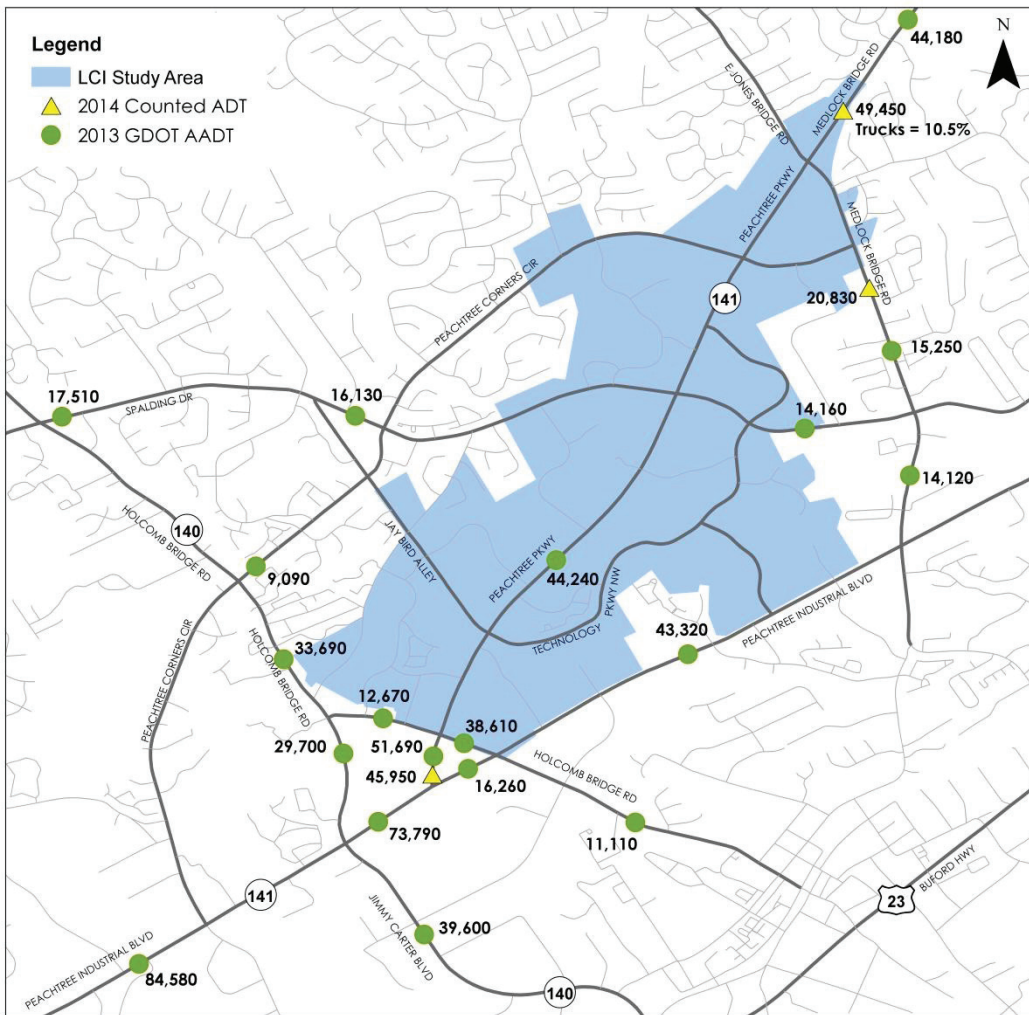 N
Legend
LCI Study Area
2014 Counted ADT
2013 GDOT AADT
44,180
MEDLOCK BRIDGE RD
E JONES BRIDGE RD
49,450
Trucks = 10.5%
PEACHTREE PKWY
MEDLOCK BRIDGE RD
PEACHTREE CORNERS CIR
141
20,830
15,250
17,510
SPALDING DR
16,130
14,160
14,120
140
HOLCOMB BRIDGE RD
JAY BIRD ALLEY
9,090
PEACHTREE PKWY
44,240
PKWY NW
TECHNOLOGY
43,320
PEACHTREE INDUSTRIAL BLVD
PEACHTREE CORNERS CIR
HOLCOMB BRIDGE RD
33,690
12,670
38,610
29,700
51,690
45,950
16,260
HOLCOMB BRIDGE RD
73,790
11,110
141
JIMMY CARTER BLVD
39,600
23
BUFORD HWY
PEACHTREE INDUSTRIAL BLVD
84,580
140